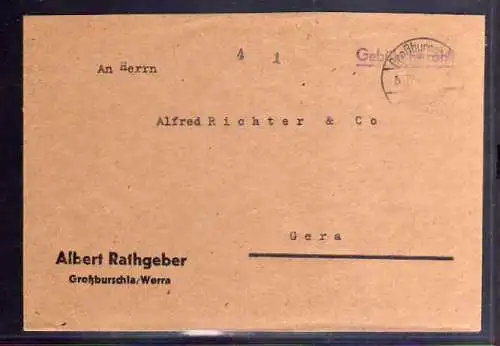 4 1
Gebühr bezahlt
An Herrn
Alfred Richter & Co
Gera
Albert Rathgeber
Großburschla/Werra